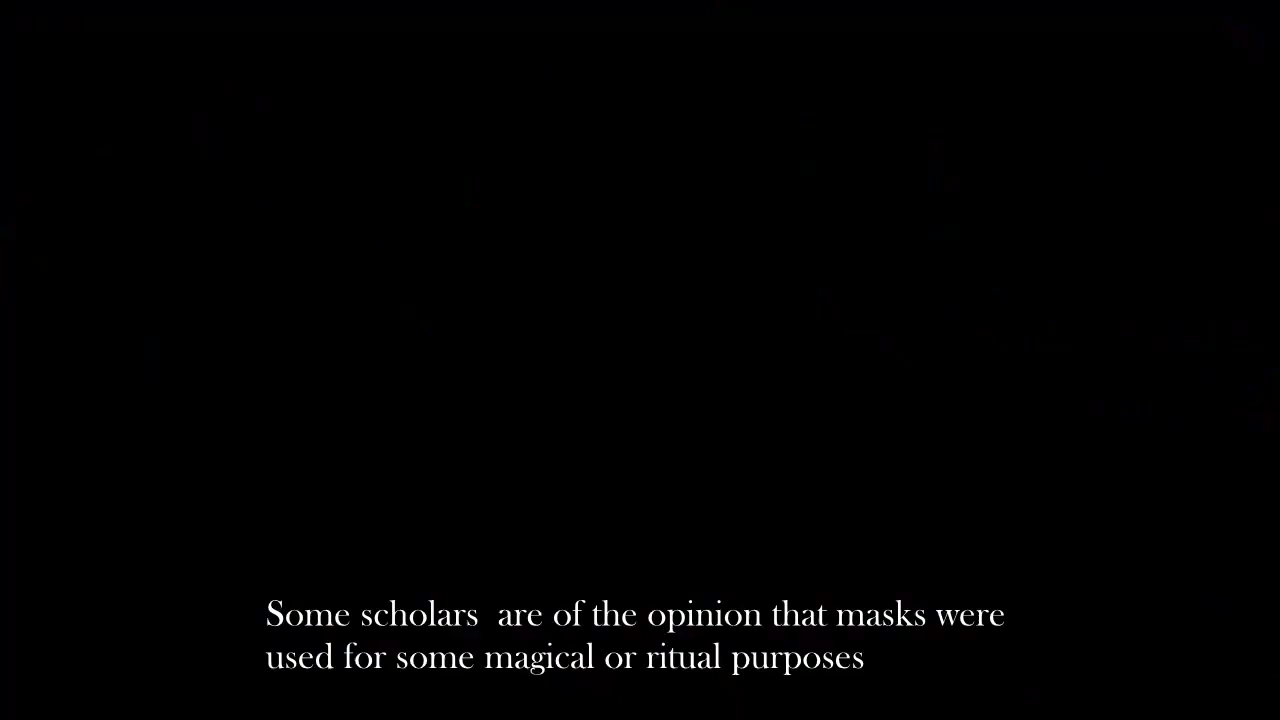 Some scholars  are of the opinion that masks were
used for some magical or ritual purposes